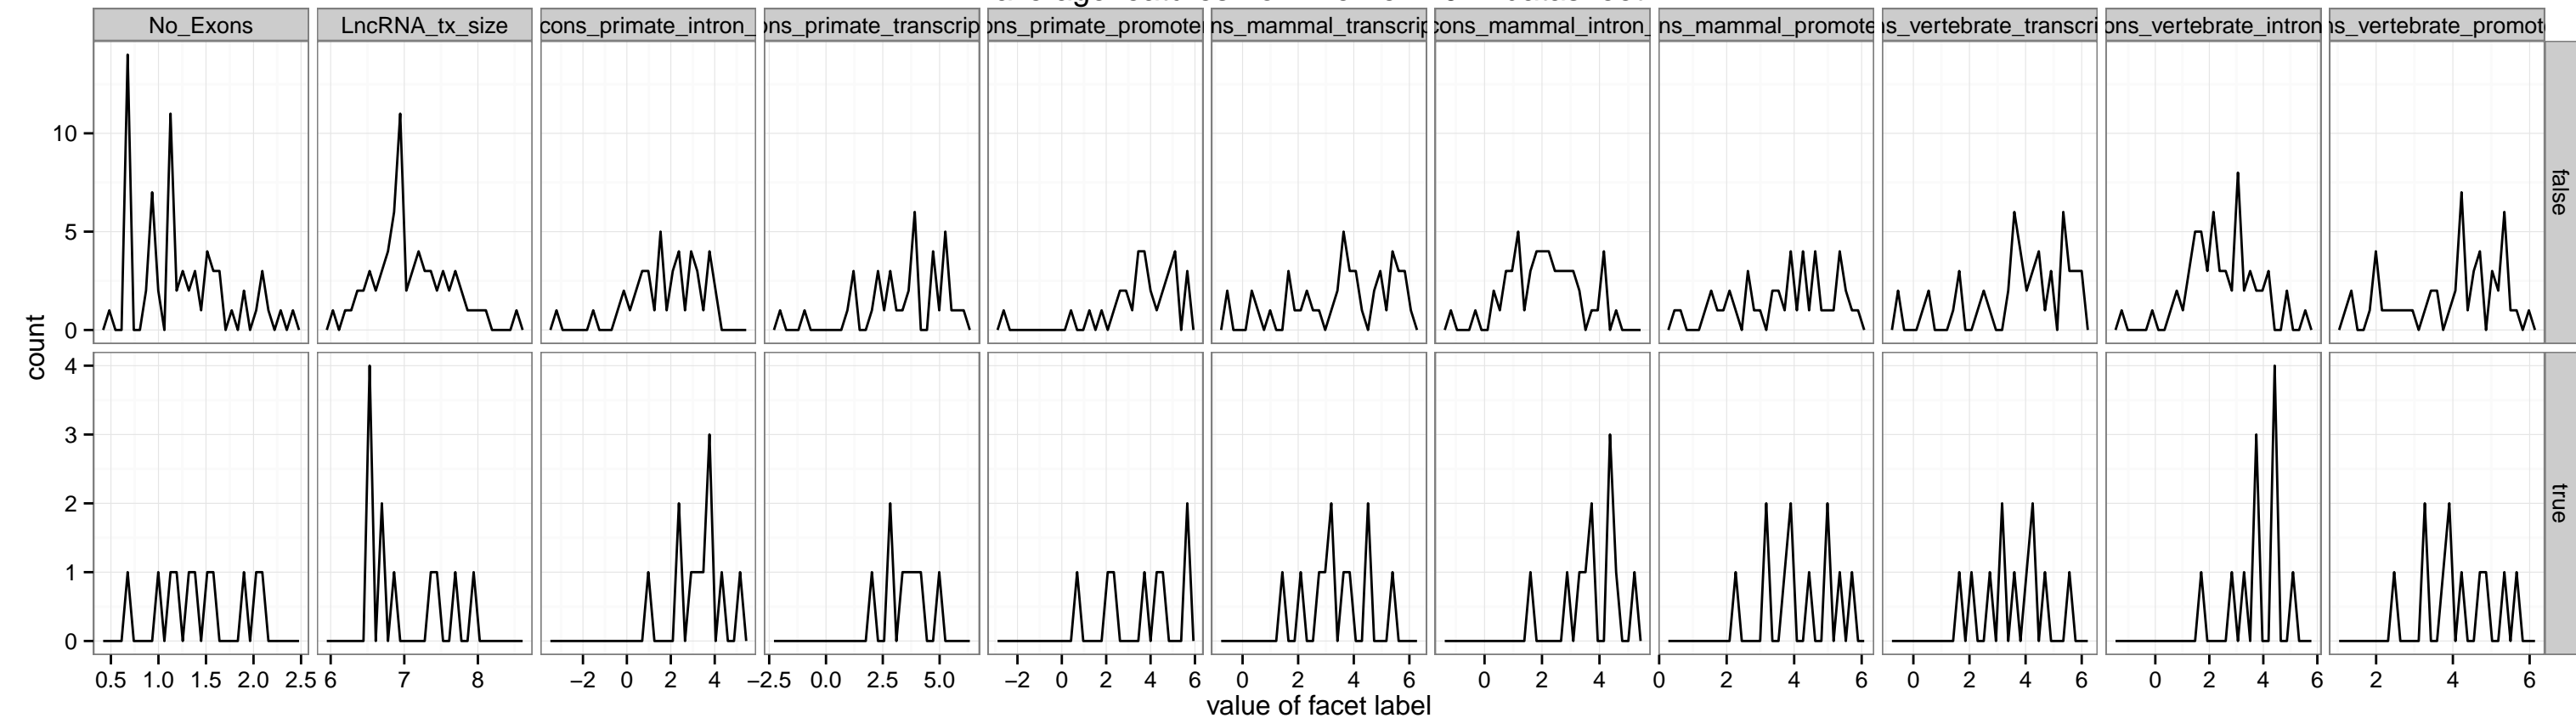 No_Exons LncRNA_tx_size cons_primate_intron_ ons_primate_transcrip ons_primate_promote ns_mammal_transcrip cons_mammal_intron_ ns_mammal_promote s_vertebrate_transcri ons_vertebrate_intron s_vertebrate_promot
10
5
0
false
count
4
3
2
1
0
true
0.5 1.0 1.5 2.0 2.5 6 7 8 −2 0 2 4 −2.5 0.0 2.5 5.0 −2 0 2 4 6 0 2 4 6 0 2 4 0 2 4 6 0 2 4 6 0 2 4 6 2 4 6
value of facet label